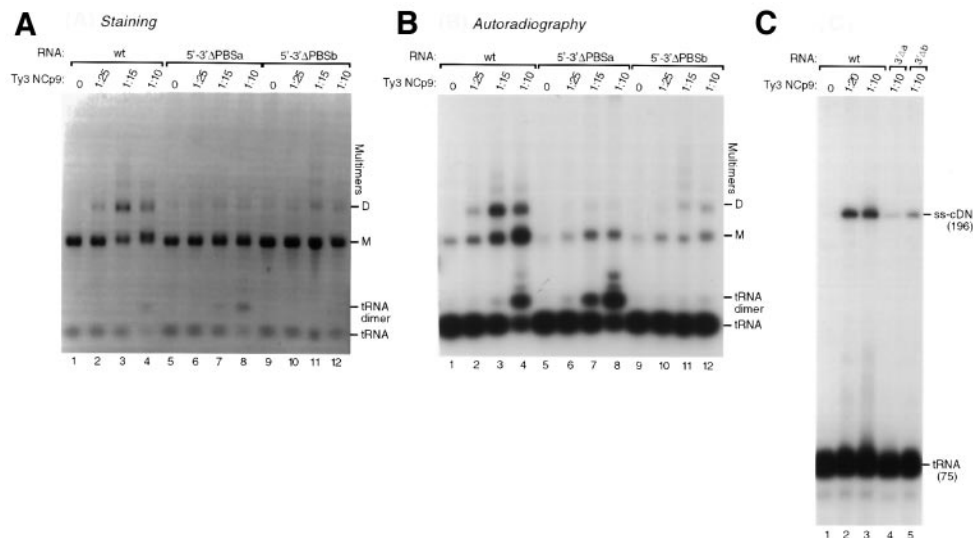 A Staining
RNA: wt 5'-3'ΔPBSa 5'-3'ΔPBSb
Ty3 NCp9: 0 1:25 1:15 1:10 0 1:25 1:15 1:10 0 1:25 1:15 1:10
Multimers
D
M
tRNA dimer
tRNA
1 2 3 4 5 6 7 8 9 10 11 12
B Autoradiography
RNA: wt 5'-3'ΔPBSa 5'-3'ΔPBSb
Ty3 NCp9: 0 1:25 1:15 1:10 0 1:25 1:15 1:10 0 1:25 1:15 1:10
Multimers
D
M
tRNA
dimer
tRNA
1 2 3 4 5 6 7 8 9 10 11 12
C
RNA: wt 3'Δa 3'Δb
Ty3 NCp9: 0 1:20 1:10 1:10 1:10
ss-cDN
(196)
tRNA
(75)
1 2 3 4 5